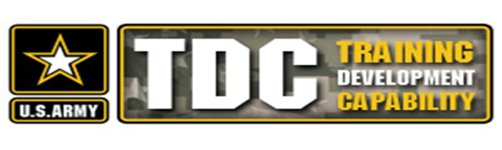 U.S.ARMY
TDC
TRAINING
DEVELOPMENT
CAPABILITY